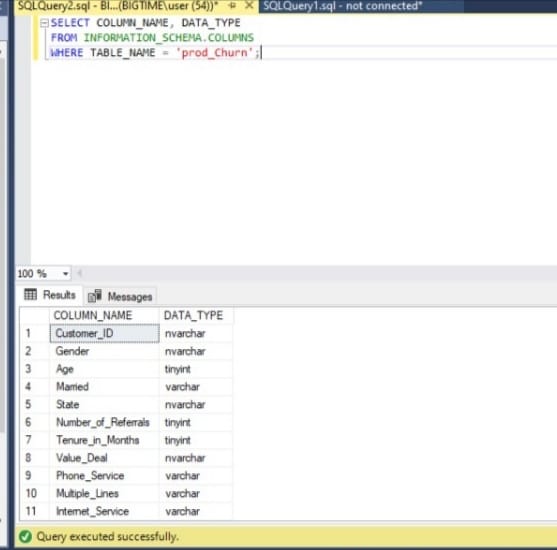 SQLQuery2.sql - BI...(BIGTIME\user (54))* SQLQuery1.sql - not connected*
SELECT COLUMN_NAME, DATA_TYPE
FROM INFORMATION_SCHEMA.COLUMNS
WHERE TABLE_NAME = 'prod_Churn';
100 %
Results Messages
COLUMN_NAME DATA_TYPE
1 Customer_ID nvarchar
2 Gender nvarchar
3 Age tinyint
4 Married varchar
5 State nvarchar
6 Number_of_Referrals tinyint
7 Tenure_in_Months tinyint
8 Value_Deal nvarchar
9 Phone_Service varchar
10 Multiple_Lines varchar
11 Internet_Service varchar
Query executed successfully.